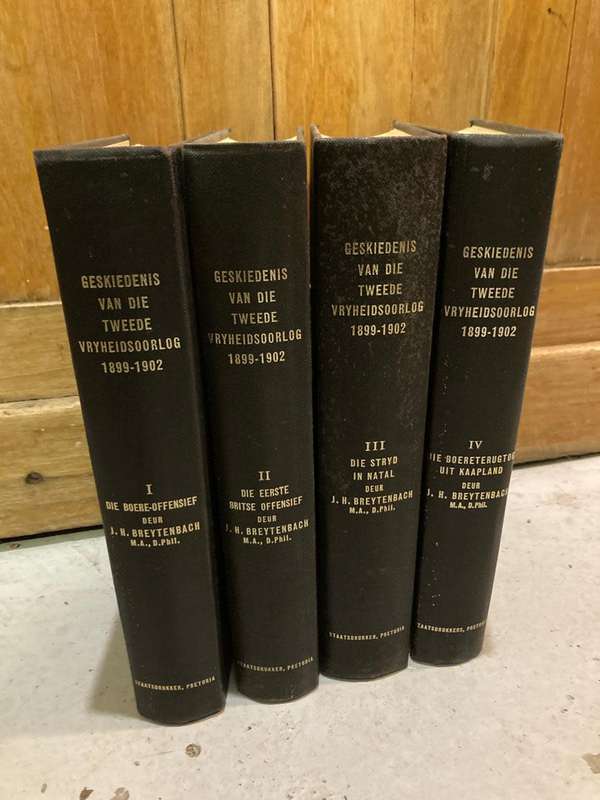 GESKIEDENIS
VAN DIE
TWEEDE
VRYHEIDSOORLOG
1899-1902
I
DIE BOERE-OFFENSIEF
DEUR
J. H. BREYTENBACH
M.A., D.Phil.
STAATSDRUKKER, PRETORIA
GESKIEDENIS
VAN DIE
TWEEDE
VRYHEIDSOORLOG
1899-1902
II
DIE EERSTE
BRITSE OFFENSIEF
DEUR
J. H. BREYTENBACH
M.A., D.Phil.
STAATSDRUKKER, PRETORIA
GESKIEDENIS
VAN DIE
TWEEDE
VRYHEIDSOORLOG
1899-1902
III
DIE STRYD
IN NATAL
DEUR
J. H. BREYTENBACH
M.A., D.Phil.
STAATSDRUKKER, PRETORIA
GESKIEDENIS
VAN DIE
TWEEDE
VRYHEIDSOORLOG
1899-1902
IV
DIE BOERETERUGTOG
UIT KAAPLAND
DEUR
J. H. BREYTENBACH
M.A., D.Phil.
STAATSDRUKKERS, PRETORIA